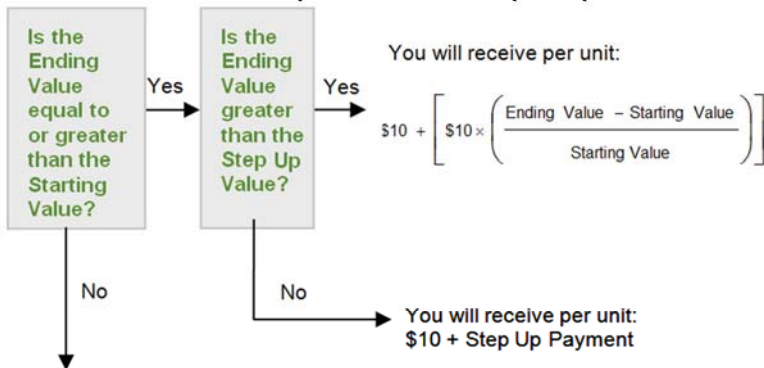 Is the
Ending
Value
equal to
or greater
than the
Starting
Value?
Yes
Is the
Ending
Value
greater
than the
Step Up
Value?
Yes
You will receive per unit:
$10 + [ $10 × ( Ending Value – Starting Value / Starting Value ) ]
No
No
You will receive per unit:
$10 + Step Up Payment